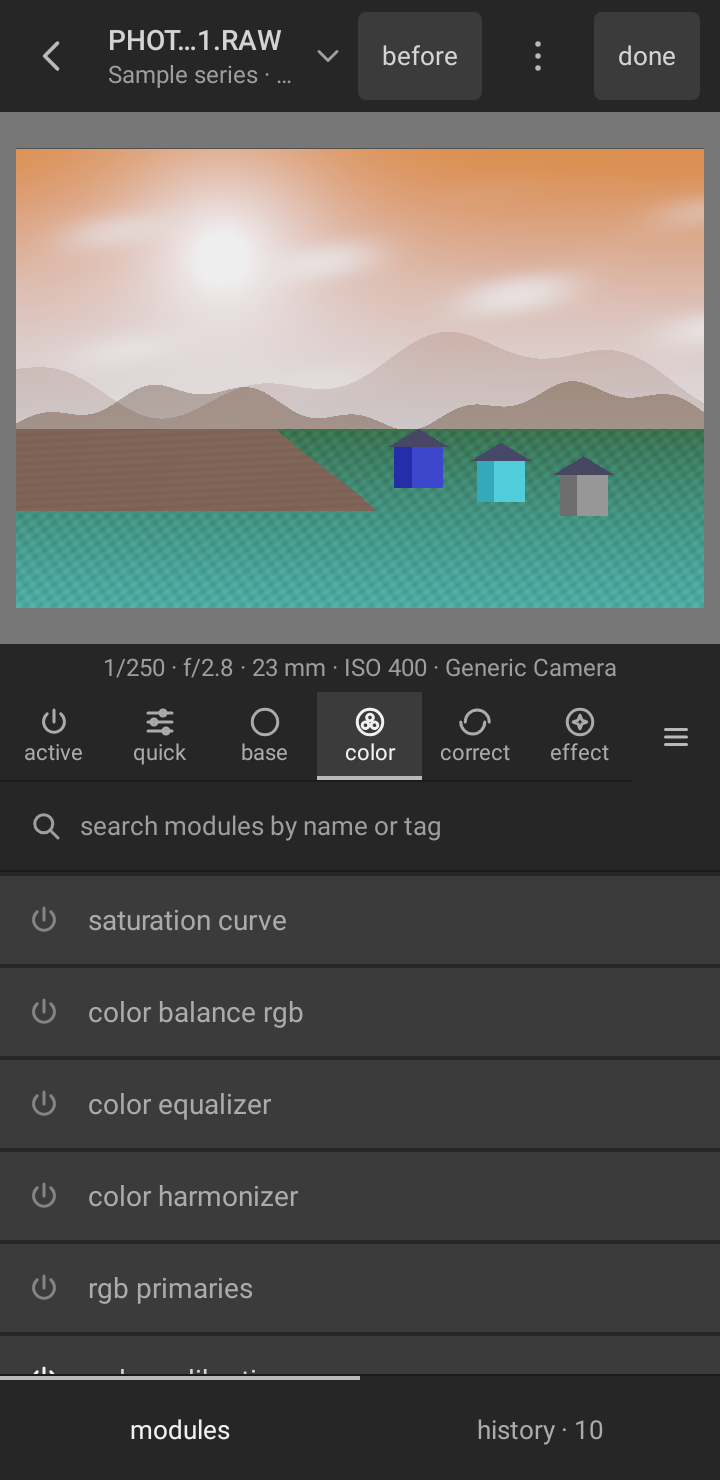 PHOT…1.RAW
Sample series · …
before
done
1/250 · f/2.8 · 23 mm · ISO 400 · Generic Camera
active
quick
base
color
correct
effect
search modules by name or tag
saturation curve
color balance rgb
color equalizer
color harmonizer
rgb primaries
modules
history · 10